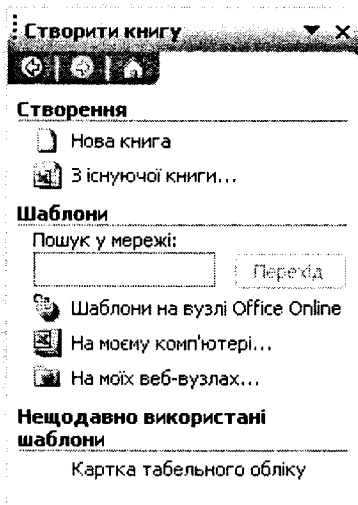 Створити книгу
Створення
Нова книга
З існуючої книги...
Шаблони
Пошук у мережі:
Перехід
Шаблони на вузлі Office Online
На моєму комп'ютері...
На моїх веб-вузлах...
Нещодавно використані
шаблони
Картка табельного обліку